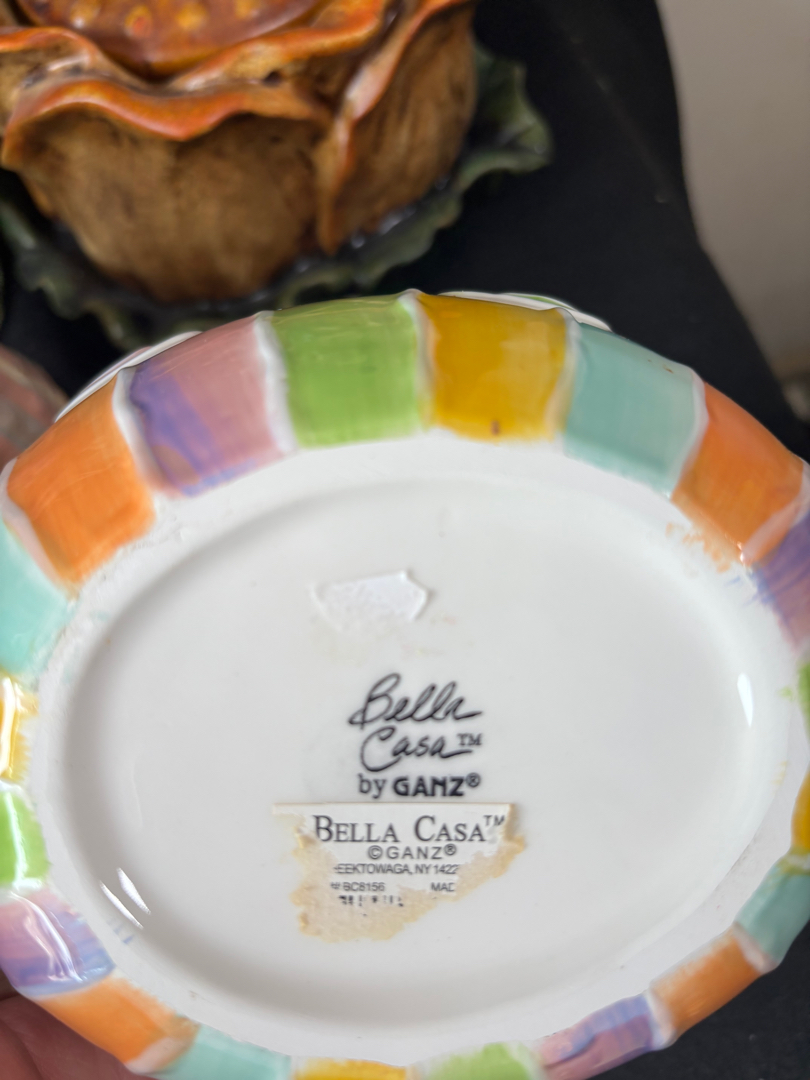 Bella
Casa™
by GANZ®
BELLA CASA™
©GANZ®
EEKTOWAGA, NY 1422
# BC8156 MAD